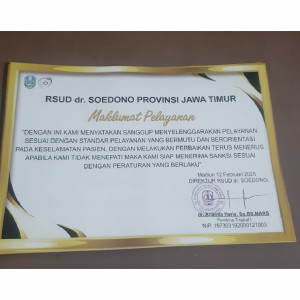 RSUD dr. SOEDONO PROVINSI JAWA TIMUR
Maklumat Pelayanan
"DENGAN INI KAMI MENYATAKAN SANGGUP MENYELENGGARAKAN PELAYANAN
SESUAI DENGAN STANDAR PELAYANAN YANG BERMUTU DAN BERORIENTASI
PADA KESELAMATAN PASIEN, DENGAN MELAKUKAN PERBAIKAN TERUS MENERUS
APABILA KAMI TIDAK MENEPATI MAKA KAMI SIAP MENERIMA SANKSI SESUAI
DENGAN PERATURAN YANG BERLAKU".
Madiun 12 Februari 2025
DIREKTUR RSUD dr. SOEDONO,
Pembina Tingkat I